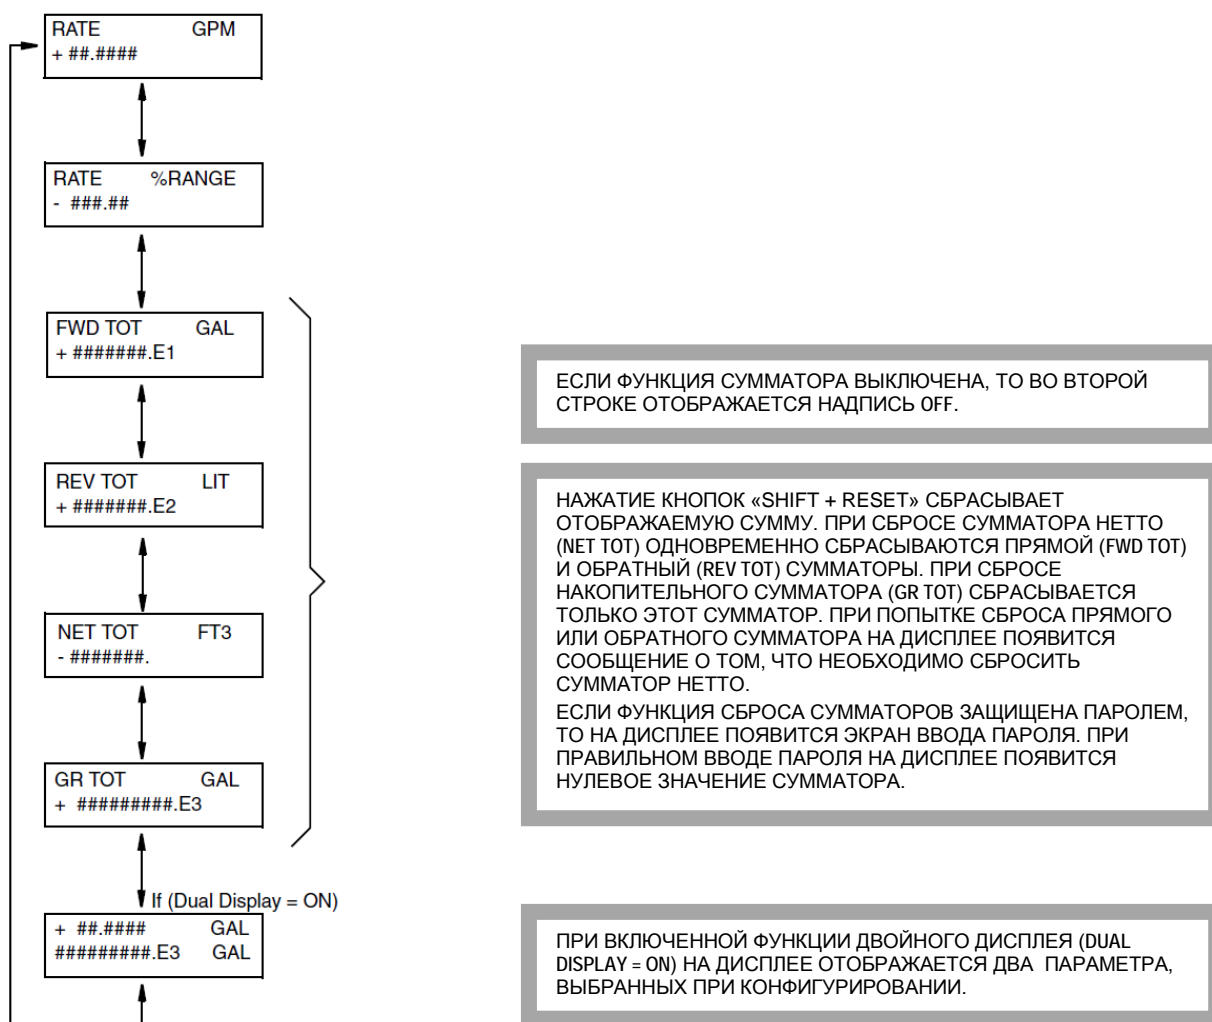 RATE GPM
+ ##.####
RATE %RANGE
- ###.##
FWD TOT GAL
+ #######.E1
REV TOT LIT
+ #######.E2
NET TOT FT3
- #######.
GR TOT GAL
+ #########.E3
If (Dual Display = ON)
+ ##.#### GAL
#########.E3 GAL
ЕСЛИ ФУНКЦИЯ СУММАТОРА ВЫКЛЮЧЕНА, ТО ВО ВТОРОЙ
СТРОКЕ ОТОБРАЖАЕТСЯ НАДПИСЬ OFF.
НАЖАТИЕ КНОПОК «SHIFT + RESET» СБРАСЫВАЕТ
ОТОБРАЖАЕМУЮ СУММУ. ПРИ СБРОСЕ СУММАТОРА НЕТТО
(NET TOT) ОДНОВРЕМЕННО СБРАСЫВАЮТСЯ ПРЯМОЙ (FWD TOT)
И ОБРАТНЫЙ (REV TOT) СУММАТОРЫ. ПРИ СБРОСЕ
НАКОПИТЕЛЬНОГО СУММАТОРА (GR TOT) СБРАСЫВАЕТСЯ
ТОЛЬКО ЭТОТ СУММАТОР. ПРИ ПОПЫТКЕ СБРОСА ПРЯМОГО
ИЛИ ОБРАТНОГО СУММАТОРА НА ДИСПЛЕЕ ПОЯВИТСЯ
СООБЩЕНИЕ О ТОМ, ЧТО НЕОБХОДИМО СБРОСИТЬ
СУММАТОР НЕТТО.
ЕСЛИ ФУНКЦИЯ СБРОСА СУММАТОРОВ ЗАЩИЩЕНА ПАРОЛЕМ,
ТО НА ДИСПЛЕЕ ПОЯВИТСЯ ЭКРАН ВВОДА ПАРОЛЯ. ПРИ
ПРАВИЛЬНОМ ВВОДЕ ПАРОЛЯ НА ДИСПЛЕЕ ПОЯВИТСЯ
НУЛЕВОЕ ЗНАЧЕНИЕ СУММАТОРА.
ПРИ ВКЛЮЧЕННОЙ ФУНКЦИИ ДВОЙНОГО ДИСПЛЕЯ (DUAL
DISPLAY = ON) НА ДИСПЛЕЕ ОТОБРАЖАЕТСЯ ДВА ПАРАМЕТРА,
ВЫБРАННЫХ ПРИ КОНФИГУРИРОВАНИИ.